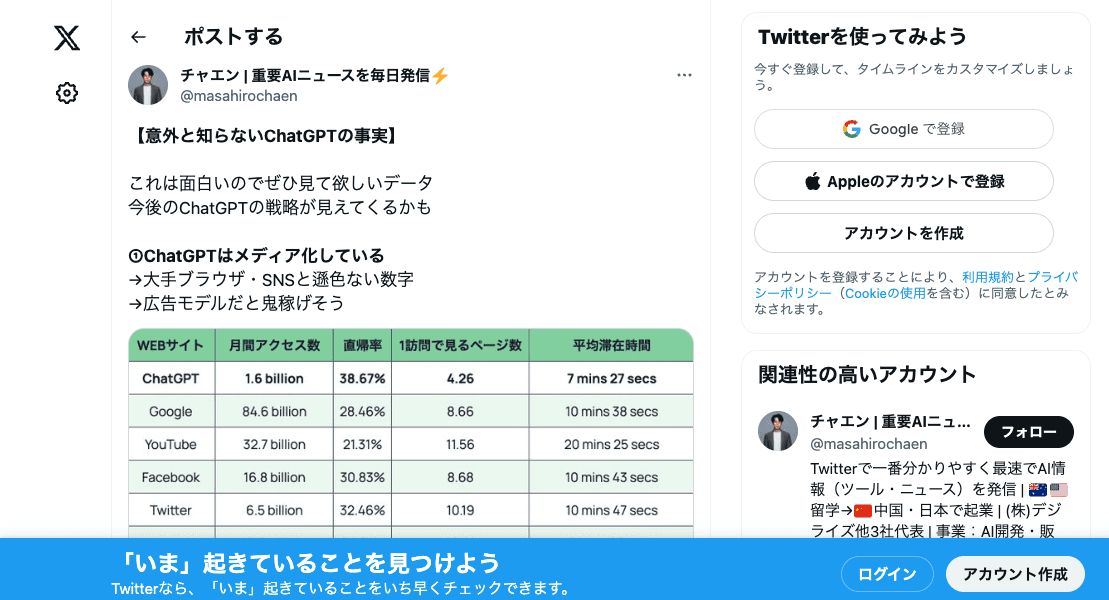 ポストする
チャエン | 重要AIニュースを毎日発信⚡
@masahirochaen
【意外と知らないChatGPTの事実】
これは面白いのでぜひ見て欲しいデータ
今後のChatGPTの戦略が見えてくるかも
①ChatGPTはメディア化している
→大手ブラウザ・SNSと遜色ない数字
→広告モデルだと鬼稼げそう
WEBサイト 月間アクセス数 直帰率 1訪問で見るページ数 平均滞在時間
ChatGPT 1.6 billion 38.67% 4.26 7 mins 27 secs
Google 84.6 billion 28.46% 8.66 10 mins 38 secs
YouTube 32.7 billion 21.31% 11.56 20 mins 25 secs
Facebook 16.8 billion 30.83% 8.68 10 mins 43 secs
Twitter 6.5 billion 32.46% 10.19 10 mins 47 secs
Twitterを使ってみよう
今すぐ登録して、タイムラインをカスタマイズしましょ
う。
Google で登録
Appleのアカウントで登録
アカウントを作成
アカウントを登録することにより、利用規約とプライバ
シーポリシー（Cookieの使用を含む）に同意したとみ
なされます。
関連性の高いアカウント
チャエン | 重要AIニュ...
@masahirochaen
フォロー
Twitterで一番分かりやすく最速でAI情
報（ツール・ニュース）を発信 | 🇦🇺🇺🇸
留学→🇨🇳中国・日本で起業 | (株)デジ
ライズ他3社代表 | 事業：AI開発・販
「いま」起きていることを見つけよう
Twitterなら、「いま」起きていることをいち早くチェックできます。
ログイン
アカウント作成